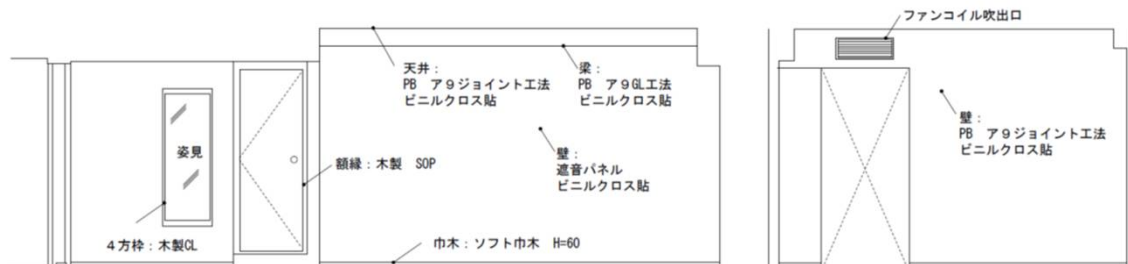 ファンコイル吹出口
天井：
PB ア９ジョイント工法
ビニルクロス貼
梁：
PB ア９GL工法
ビニルクロス貼
壁：
PB ア９ジョイント工法
ビニルクロス貼
姿見
額縁：木製 SOP
壁：
遮音パネル
ビニルクロス貼
４方枠：木製CL
巾木：ソフト巾木 H=60